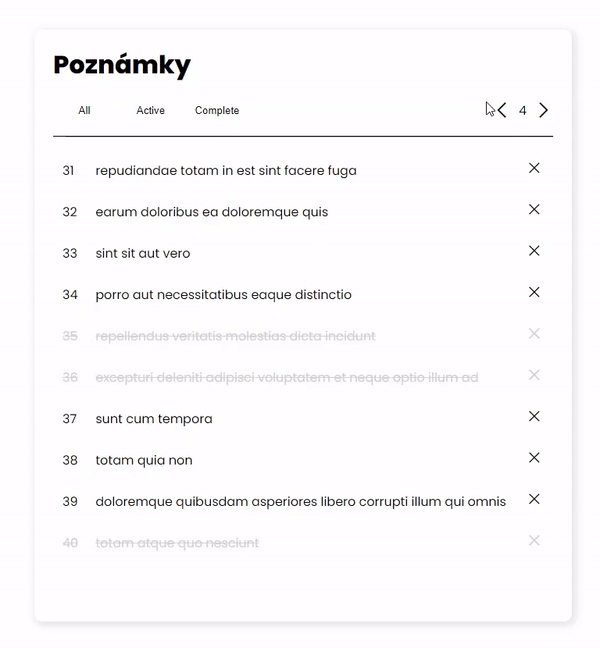 Poznámky
All Active Complete 4
31 repudiandae totam in est sint facere fuga
32 earum doloribus ea doloremque quis
33 sint sit aut vero
34 porro aut necessitatibus eaque distinctio
35 repellendus veritatis molestias dicta incidunt
36 excepturi deleniti adipisci voluptatem et neque optio illum ad
37 sunt cum tempora
38 totam quia non
39 doloremque quibusdam asperiores libero corrupti illum qui omnis
40 totam atque quo nesciunt